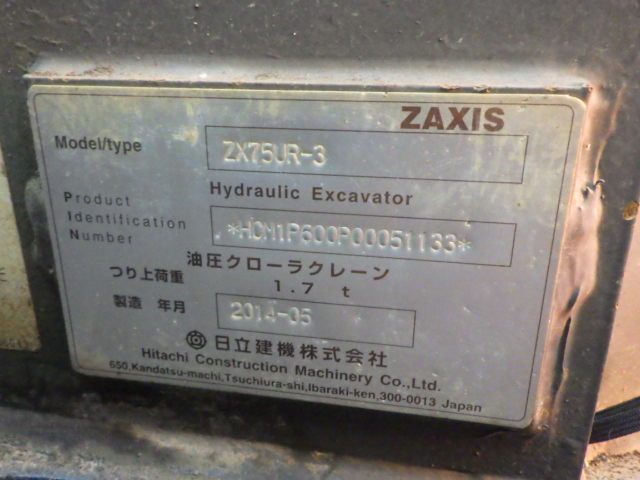 ZAXIS
Model/type ZX75UR-3
Hydraulic Excavator
Product
Identification *HCM1P600P00051133*
Number
油圧クローラクレーン
つり上荷重 1.7 t
製造 年月 2014-05
日立建機株式会社
Hitachi Construction Machinery Co.,Ltd.
650,Kandatsu-machi,Tsuchiura-shi,Ibaraki-ken,300-0013 Japan